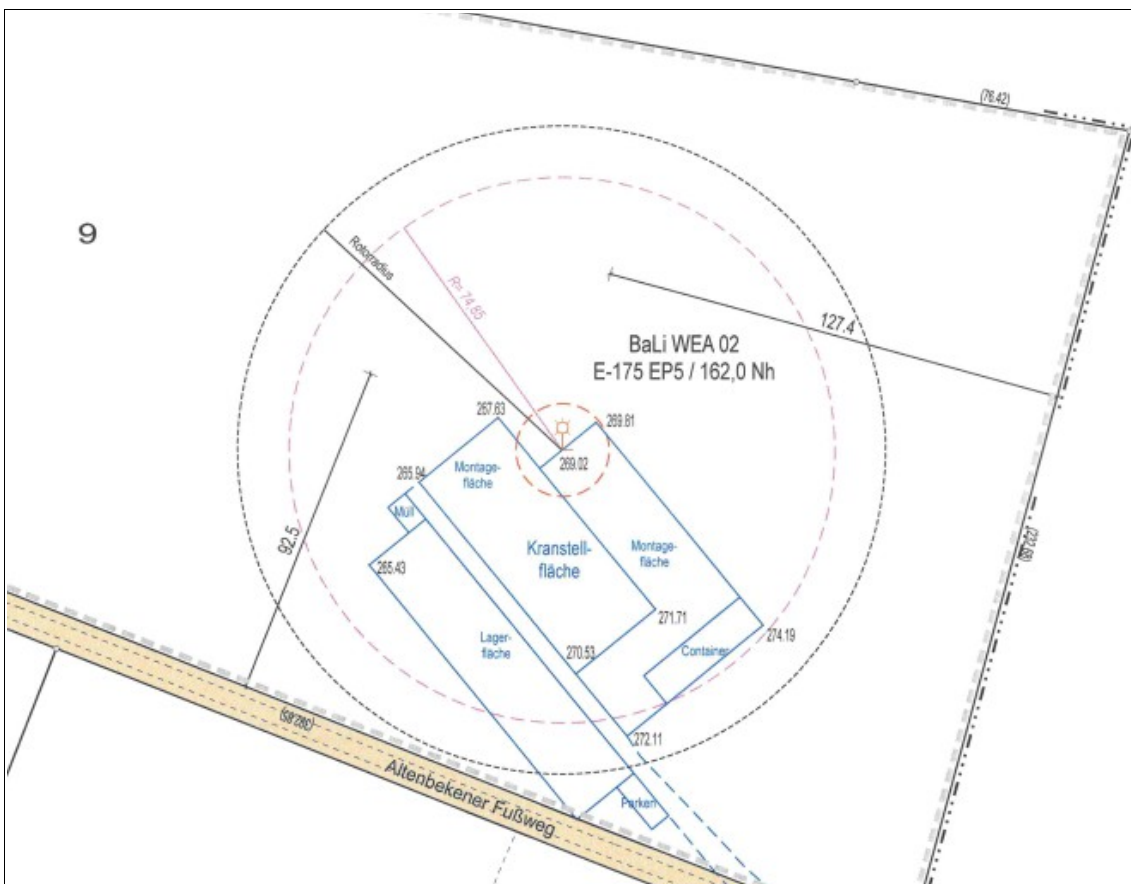 (76.42)
9
Rotorradius
R= 74.85
127.4
BaLi WEA 02
E-175 EP5 / 162,0 Nh
267.63
269.81
269.02
265.94
Montage-
fläche
Müll
92.5
Kranstell-
fläche
Montage-
fläche
265.43
271.71
274.19
Lager-
fläche
270.53
Container
272.11
(392.85)
Altenbekener Fußweg
Parken